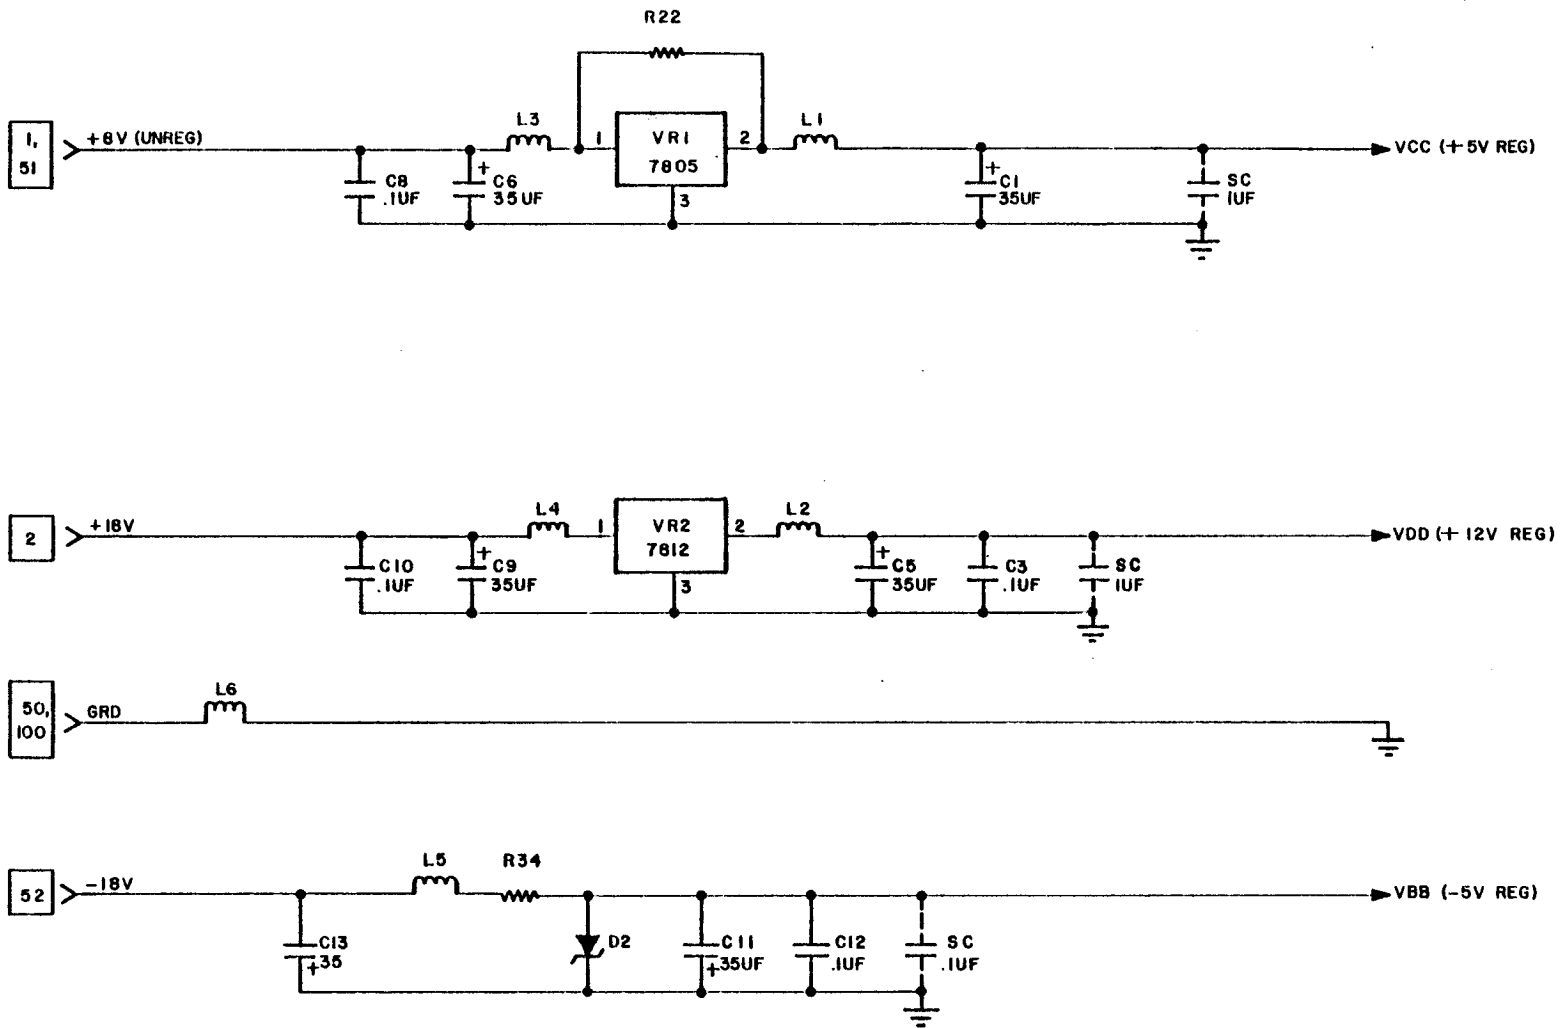 R22
1,
51
+8V (UNREG)
L3
1
VR1
7805
2
L1
3
C8
.1UF
+
C6
35UF
+
C1
35UF
SC
1UF
VCC (+5V REG)
2
+18V
L4
1
VR2
7812
2
L2
3
C10
.1UF
+
C9
35UF
+
C5
35UF
C3
.1UF
SC
1UF
VDD (+12V REG)
50,
100
GRD
L6
52
-18V
L5
R34
C13
+35
D2
C11
+35UF
C12
.1UF
SC
.1UF
VBB (-5V REG)